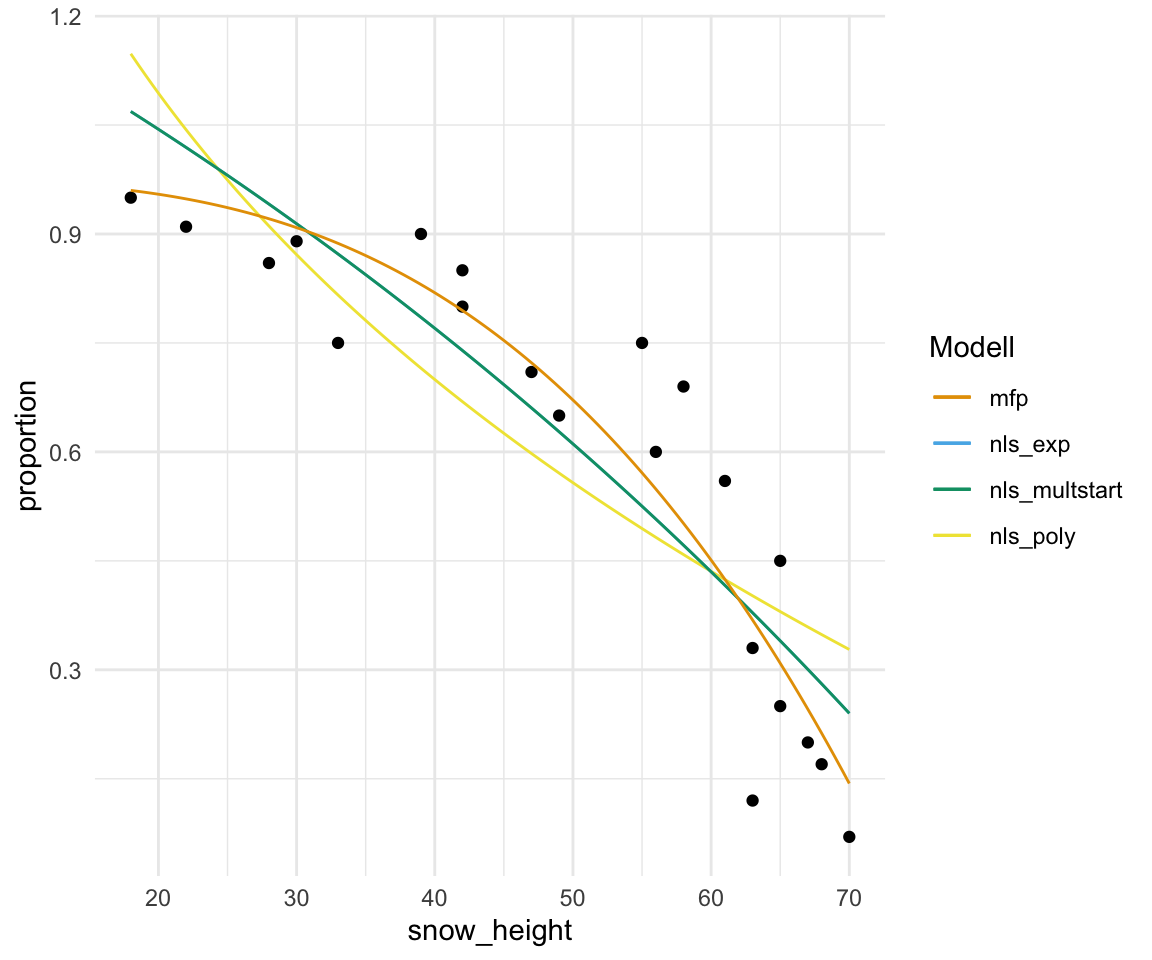 1.2
0.9
0.6
0.3
proportion
20 30 40 50 60 70
snow_height
Modell
mfp
nls_exp
nls_multstart
nls_poly